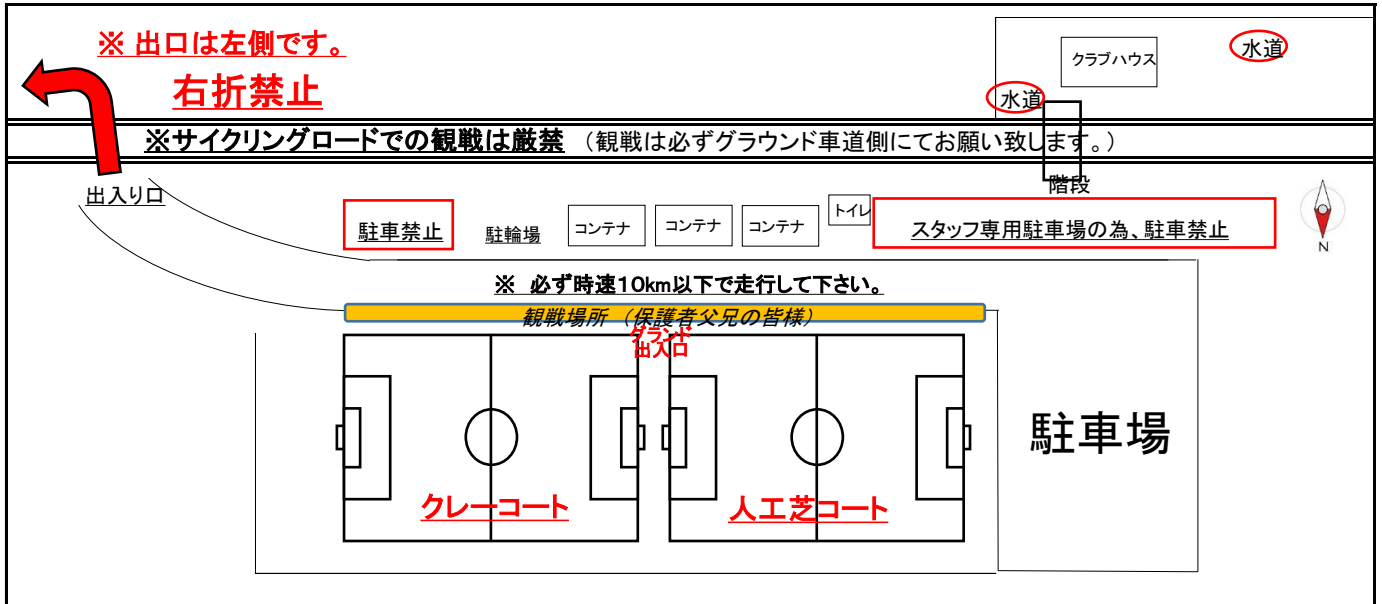 ※ 出口は左側です。
右折禁止
クラブハウス
水道
水道
※サイクリングロードでの観戦は厳禁 （観戦は必ずグラウンド車道側にてお願い致します。）
階段
出入り口
駐車禁止
駐輪場
コンテナ
コンテナ
コンテナ
トイレ
スタッフ専用駐車場の為、駐車禁止
N
※ 必ず時速10km以下で走行して下さい。
観戦場所 （保護者父兄の皆様）
グランド
出入口
駐車場
クレーコート
人工芝コート